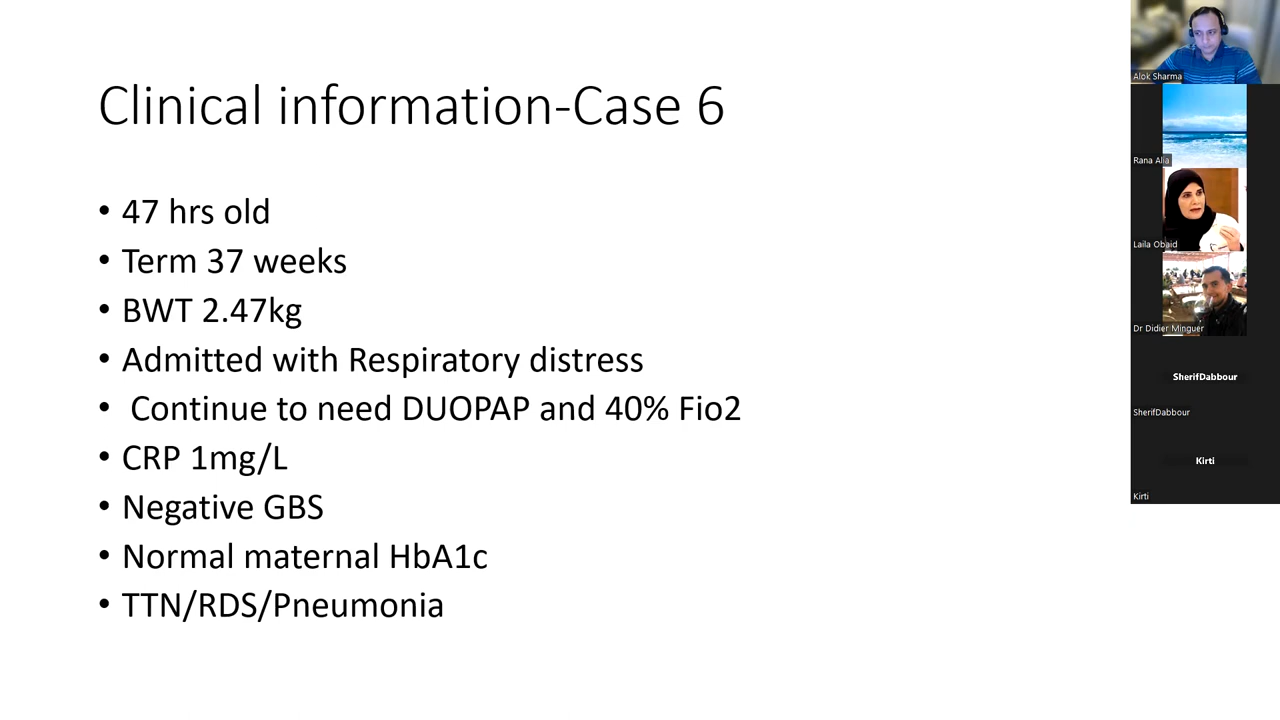 Clinical information-Case 6
• 47 hrs old
• Term 37 weeks
• BWT 2.47kg
• Admitted with Respiratory distress
• Continue to need DUOPAP and 40% Fio2
• CRP 1mg/L
• Negative GBS
• Normal maternal HbA1c
• TTN/RDS/Pneumonia
Alok Sharma
Rana Alia
Laila Obaid
Dr Didier Minguer
SherifDabbour
SherifDabbour
Kirti
Kirti